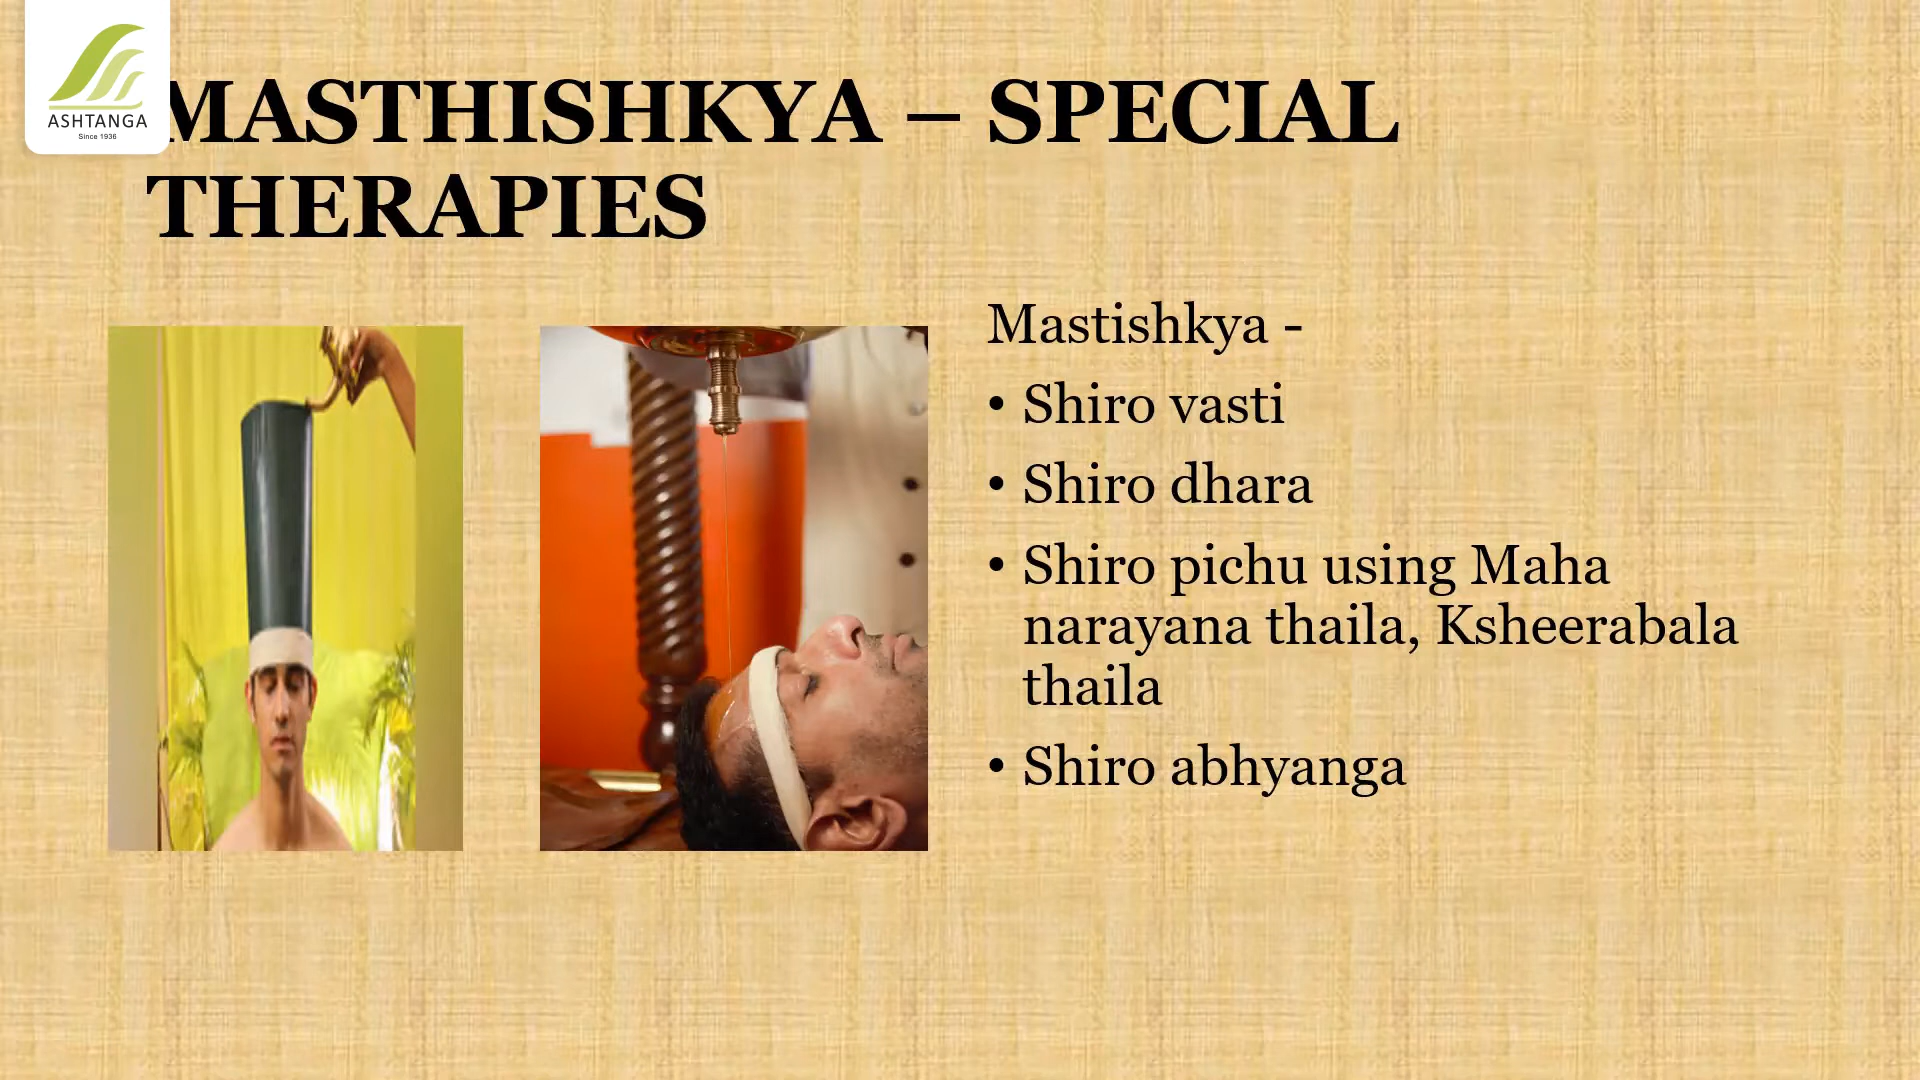 ASHTANGA
Since 1936
MASTHISHKYA – SPECIAL
THERAPIES
Mastishkya -
• Shiro vasti
• Shiro dhara
• Shiro pichu using Maha
narayana thaila, Ksheerabala
thaila
• Shiro abhyanga